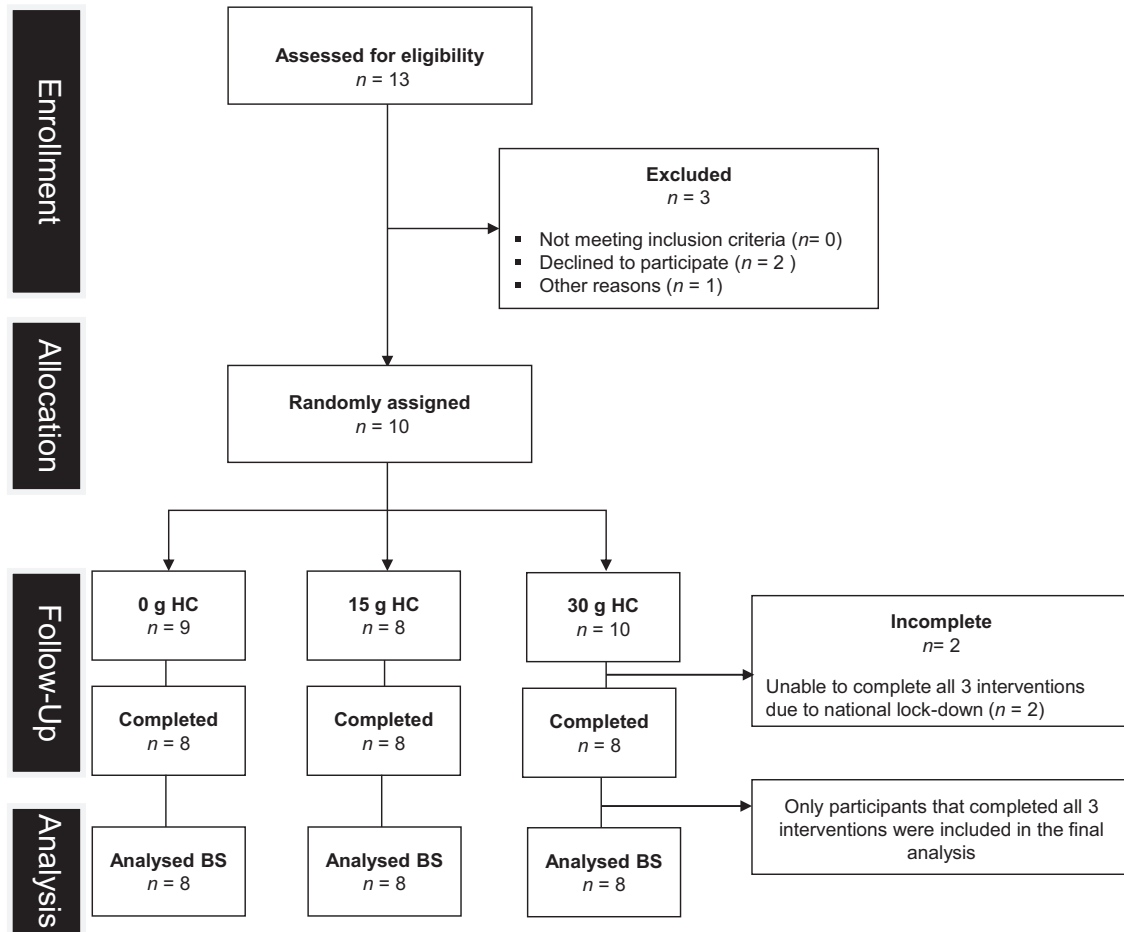 Enrollment
Assessed for eligibility
n = 13
Excluded
n = 3
▪ Not meeting inclusion criteria (n= 0)
▪ Declined to participate (n = 2 )
▪ Other reasons (n = 1)
Allocation
Randomly assigned
n = 10
Follow-Up
0 g HC
n = 9
15 g HC
n = 8
30 g HC
n = 10
Incomplete
n= 2
Unable to complete all 3 interventions
due to national lock-down (n = 2)
Completed
n = 8
Completed
n = 8
Completed
n = 8
Analysis
Only participants that completed all 3
interventions were included in the final
analysis
Analysed BS
n = 8
Analysed BS
n = 8
Analysed BS
n = 8